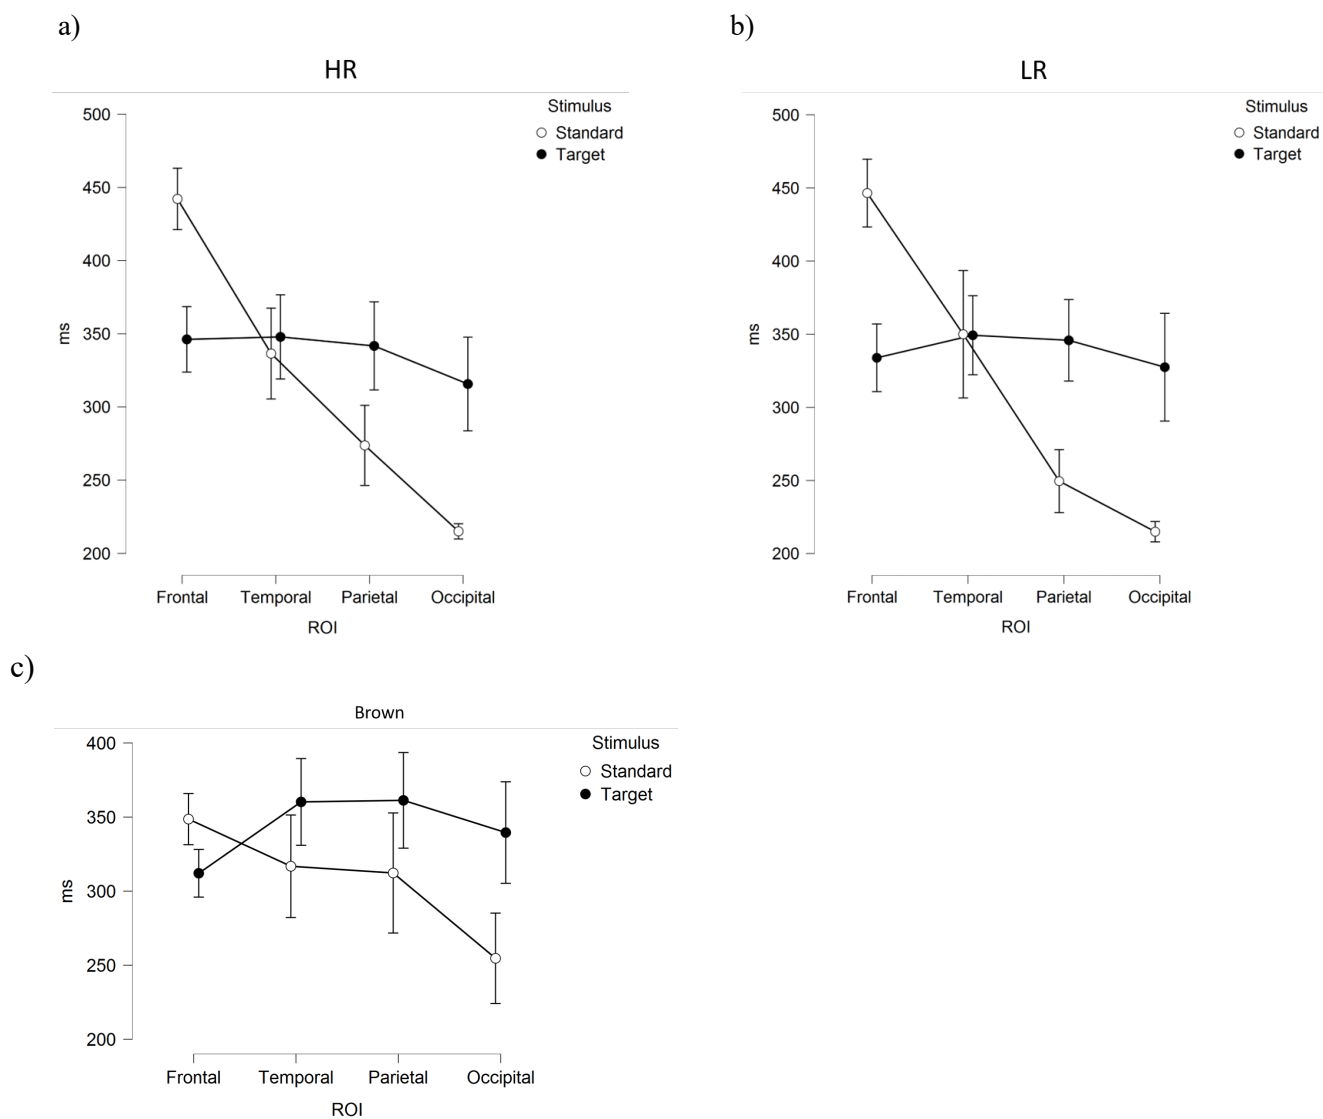 a)
HR
Stimulus
Standard
Target
500
450
400
350
300
250
200
ms
Frontal Temporal Parietal Occipital
ROI
b)
LR
Stimulus
Standard
Target
500
450
400
350
300
250
200
ms
Frontal Temporal Parietal Occipital
ROI
c)
Brown
Stimulus
Standard
Target
400
350
300
250
200
ms
Frontal Temporal Parietal Occipital
ROI